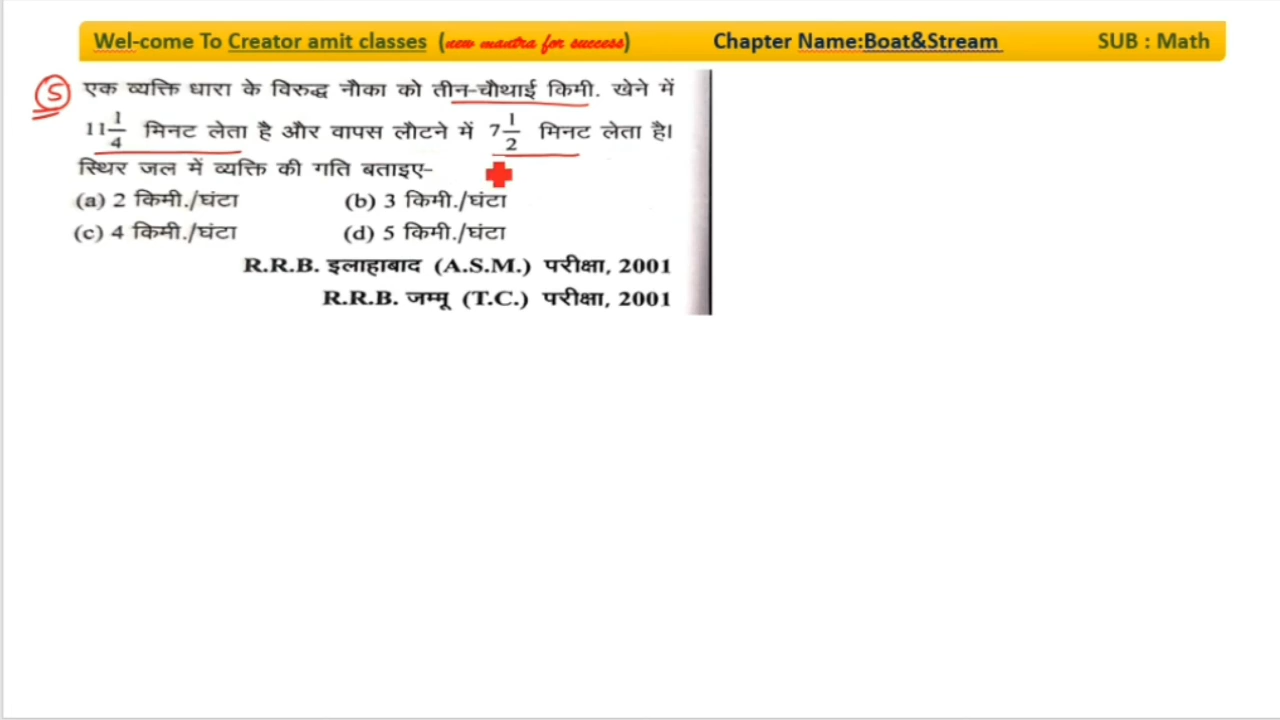 Wel-come To Creator amit classes (new mantra for success) Chapter Name:Boat&Stream SUB : Math
5 एक व्यक्ति धारा के विरुद्ध नौका को तीन-चौथाई किमी. खेने में
11 1/4 मिनट लेता है और वापस लौटने में 7 1/2 मिनट लेता है।
स्थिर जल में व्यक्ति की गति बताइए-
(a) 2 किमी./घंटा (b) 3 किमी./घंटा
(c) 4 किमी./घंटा (d) 5 किमी./घंटा
R.R.B. इलाहाबाद (A.S.M.) परीक्षा, 2001
R.R.B. जम्मू (T.C.) परीक्षा, 2001